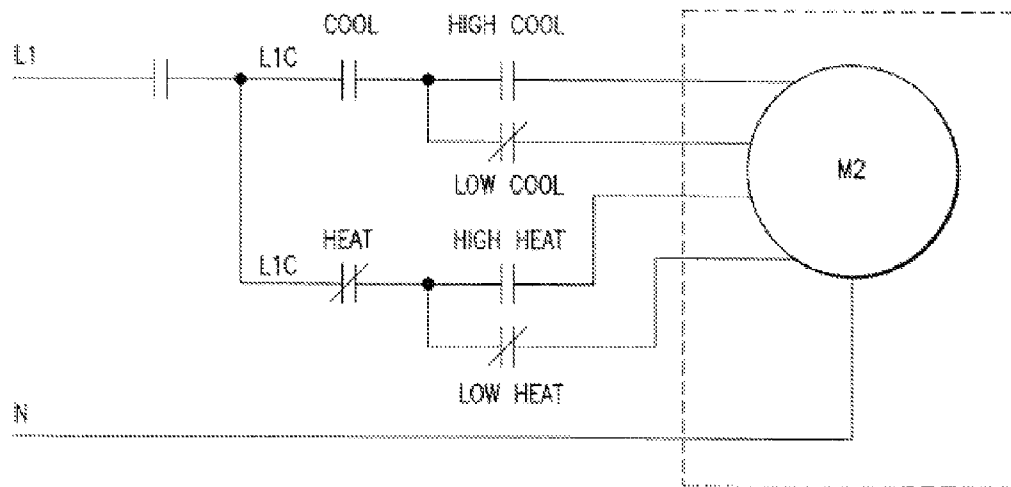 COOL
HIGH COOL
L1
L1C
M2
LOW COOL
HEAT
HIGH HEAT
L1C
LOW HEAT
N